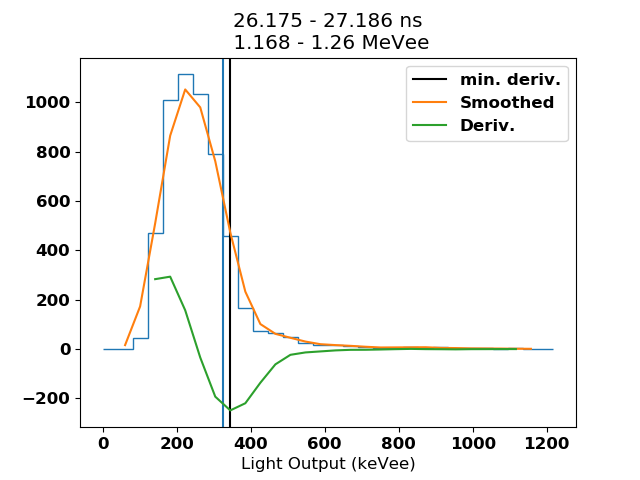 26.175 - 27.186 ns
1.168 - 1.26 MeVee
min. deriv.
Smoothed
Deriv.
1000
800
600
400
200
0
−200
0 200 400 600 800 1000 1200
Light Output (keVee)